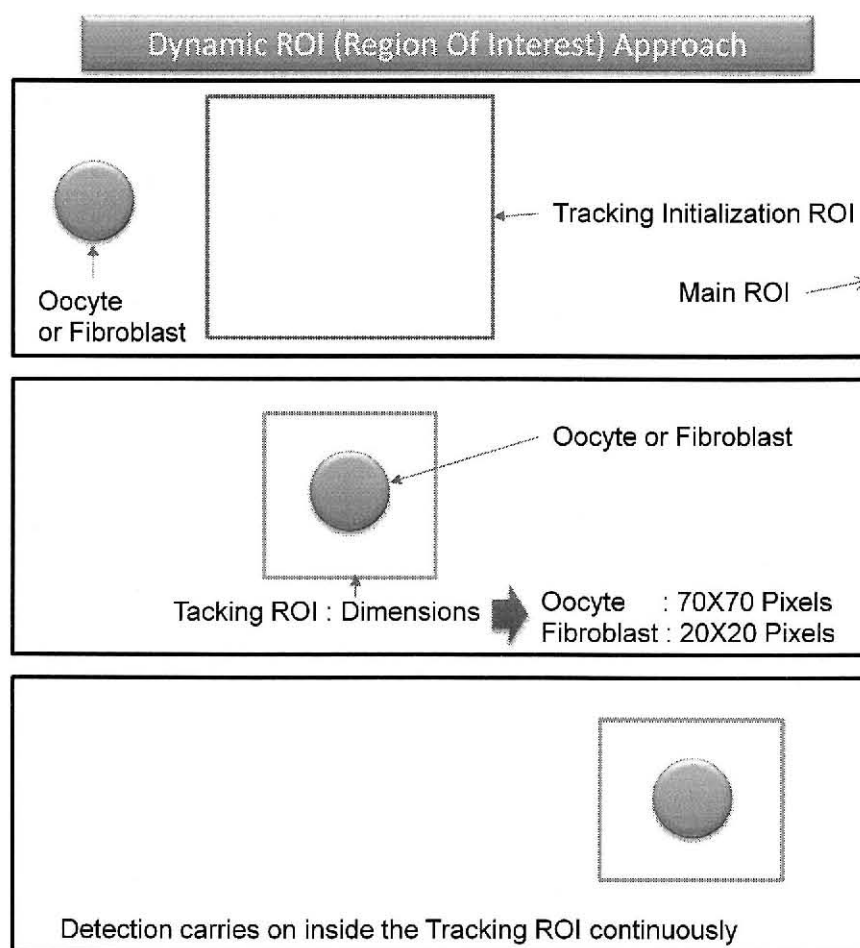 Dynamic ROI (Region Of Interest) Approach
Tracking Initialization ROI
Main ROI
Oocyte
or Fibroblast
Oocyte or Fibroblast
Tacking ROI : Dimensions
Oocyte : 70X70 Pixels
Fibroblast : 20X20 Pixels
Detection carries on inside the Tracking ROI continuously